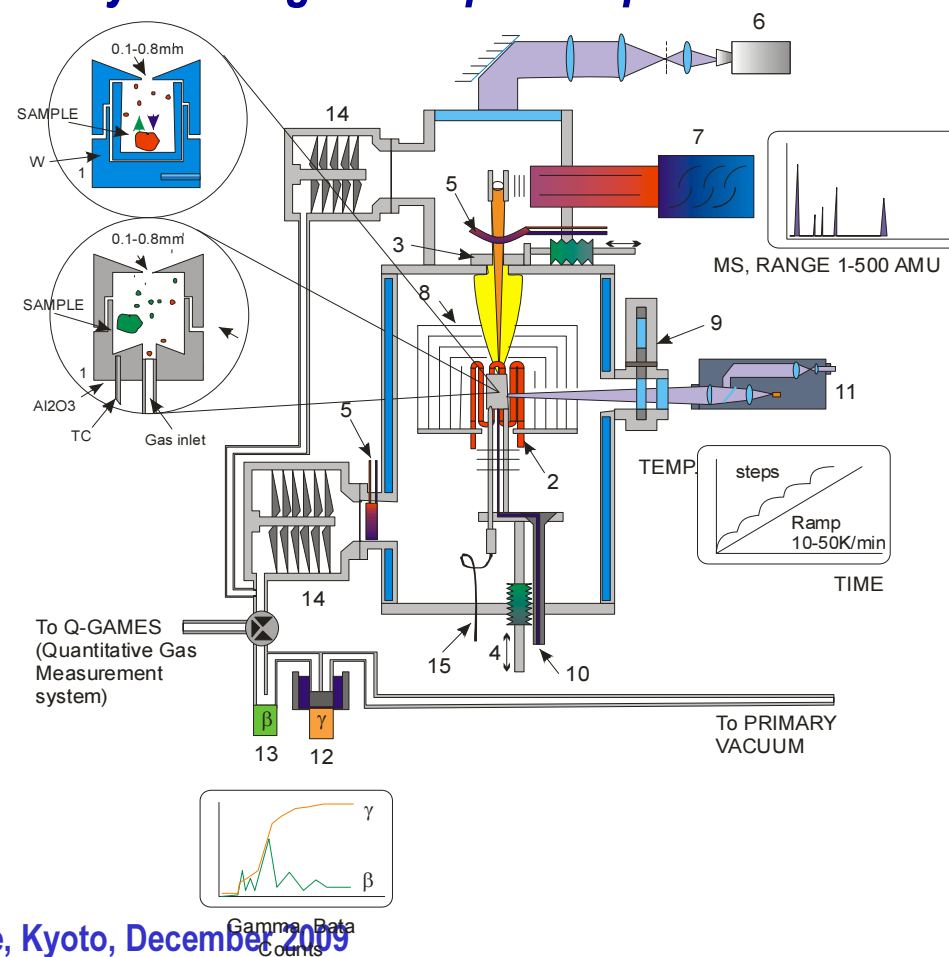 6
0.1-0.8mm
14
SAMPLE
7
W
1
5
3
MS, RANGE 1-500 AMU
0.1-0.8mm
8
SAMPLE
9
1
11
Al2O3
TC
Gas inlet
5
TEMP.
steps
2
Ramp
10-50K/min
TIME
14
To Q-GAMES
(Quantitative Gas
Measurement
system)
15
4
10
β
γ
To PRIMARY
VACUUM
13
12
γ
β
Gamma, Bata
Counts
e, Kyoto, December 2009